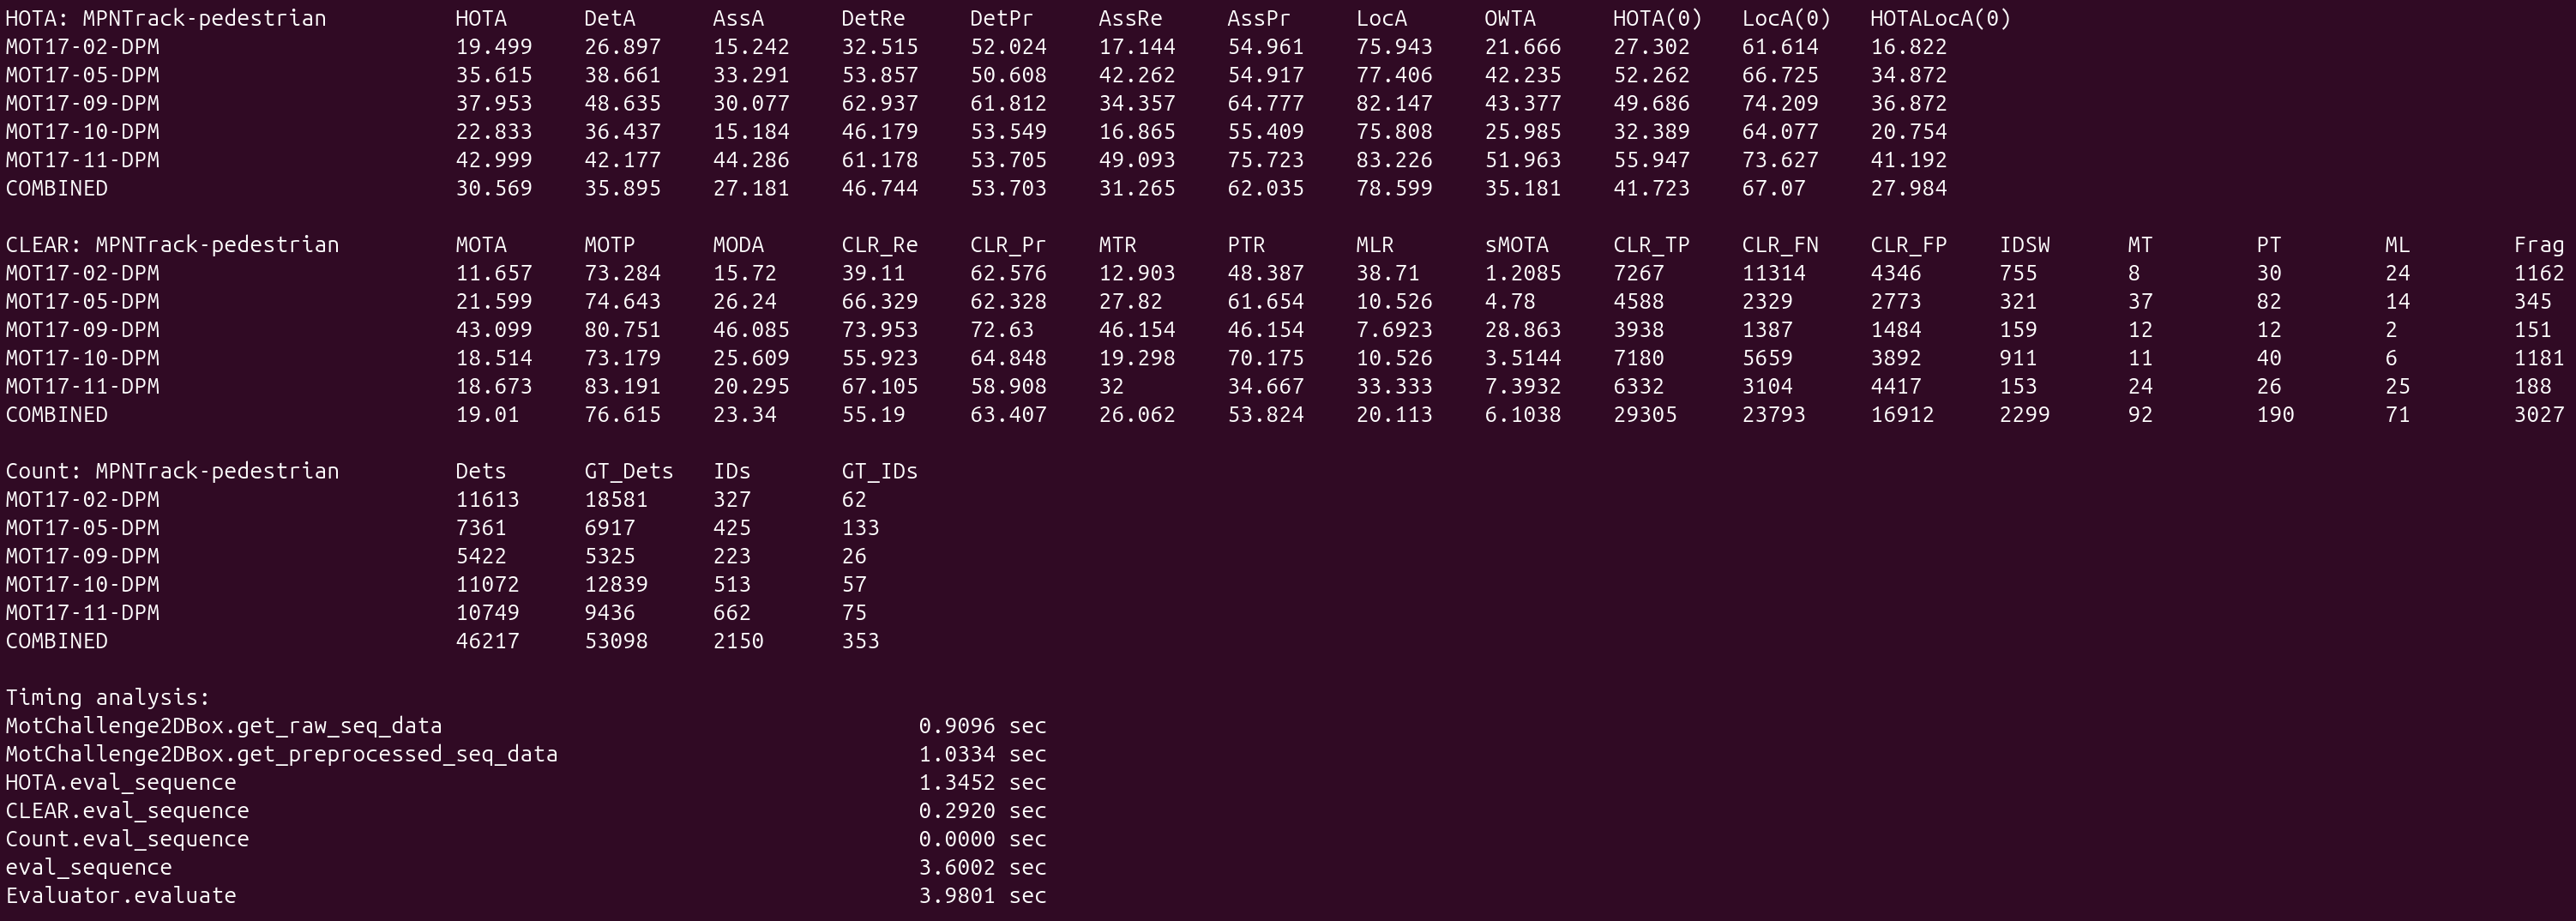 HOTA: MPNTrack-pedestrian HOTA DetA AssA DetRe DetPr AssRe AssPr LocA OWTA HOTA(0) LocA(0) HOTALocA(0)
MOT17-02-DPM 19.499 26.897 15.242 32.515 52.024 17.144 54.961 75.943 21.666 27.302 61.614 16.822
MOT17-05-DPM 35.615 38.661 33.291 53.857 50.608 42.262 54.917 77.406 42.235 52.262 66.725 34.872
MOT17-09-DPM 37.953 48.635 30.077 62.937 61.812 34.357 64.777 82.147 43.377 49.686 74.209 36.872
MOT17-10-DPM 22.833 36.437 15.184 46.179 53.549 16.865 55.409 75.808 25.985 32.389 64.077 20.754
MOT17-11-DPM 42.999 42.177 44.286 61.178 53.705 49.093 75.723 83.226 51.963 55.947 73.627 41.192
COMBINED 30.569 35.895 27.181 46.744 53.703 31.265 62.035 78.599 35.181 41.723 67.07 27.984
CLEAR: MPNTrack-pedestrian MOTA MOTP MODA CLR_Re CLR_Pr MTR PTR MLR sMOTA CLR_TP CLR_FN CLR_FP IDSW MT PT ML Frag
MOT17-02-DPM 11.657 73.284 15.72 39.11 62.576 12.903 48.387 38.71 1.2085 7267 11314 4346 755 8 30 24 1162
MOT17-05-DPM 21.599 74.643 26.24 66.329 62.328 27.82 61.654 10.526 4.78 4588 2329 2773 321 37 82 14 345
MOT17-09-DPM 43.099 80.751 46.085 73.953 72.63 46.154 46.154 7.6923 28.863 3938 1387 1484 159 12 12 2 151
MOT17-10-DPM 18.514 73.179 25.609 55.923 64.848 19.298 70.175 10.526 3.5144 7180 5659 3892 911 11 40 6 1181
MOT17-11-DPM 18.673 83.191 20.295 67.105 58.908 32 34.667 33.333 7.3932 6332 3104 4417 153 24 26 25 188
COMBINED 19.01 76.615 23.34 55.19 63.407 26.062 53.824 20.113 6.1038 29305 23793 16912 2299 92 190 71 3027
Count: MPNTrack-pedestrian Dets GT_Dets IDs GT_IDs
MOT17-02-DPM 11613 18581 327 62
MOT17-05-DPM 7361 6917 425 133
MOT17-09-DPM 5422 5325 223 26
MOT17-10-DPM 11072 12839 513 57
MOT17-11-DPM 10749 9436 662 75
COMBINED 46217 53098 2150 353
Timing analysis:
MotChallenge2DBox.get_raw_seq_data 0.9096 sec
MotChallenge2DBox.get_preprocessed_seq_data 1.0334 sec
HOTA.eval_sequence 1.3452 sec
CLEAR.eval_sequence 0.2920 sec
Count.eval_sequence 0.0000 sec
eval_sequence 3.6002 sec
Evaluator.evaluate 3.9801 sec